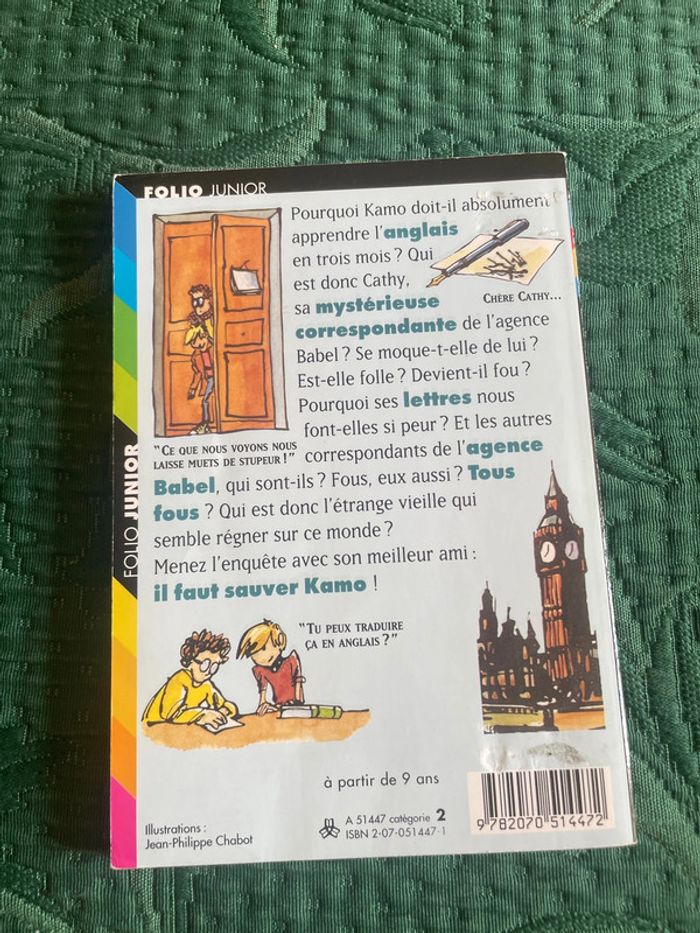 FOLIO JUNIOR
Pourquoi Kamo doit-il absolument
apprendre l'anglais
en trois mois ? Qui
est donc Cathy,
CHÈRE CATHY...
sa mystérieuse
correspondante de l'agence
Babel ? Se moque-t-elle de lui ?
Est-elle folle ? Devient-il fou ?
Pourquoi ses lettres nous
font-elles si peur ? Et les autres
"CE QUE NOUS VOYONS NOUS
LAISSE MUETS DE STUPEUR !"
correspondants de l'agence
Babel, qui sont-ils ? Fous, eux aussi ? Tous
fous ? Qui est donc l'étrange vieille qui
semble régner sur ce monde ?
Menez l'enquête avec son meilleur ami :
il faut sauver Kamo !
FOLIO JUNIOR
"TU PEUX TRADUIRE
ÇA EN ANGLAIS ?"
à partir de 9 ans
Illustrations :
Jean-Philippe Chabot
A 51447 catégorie 2
ISBN 2-07-051447-1
9 782070 514472